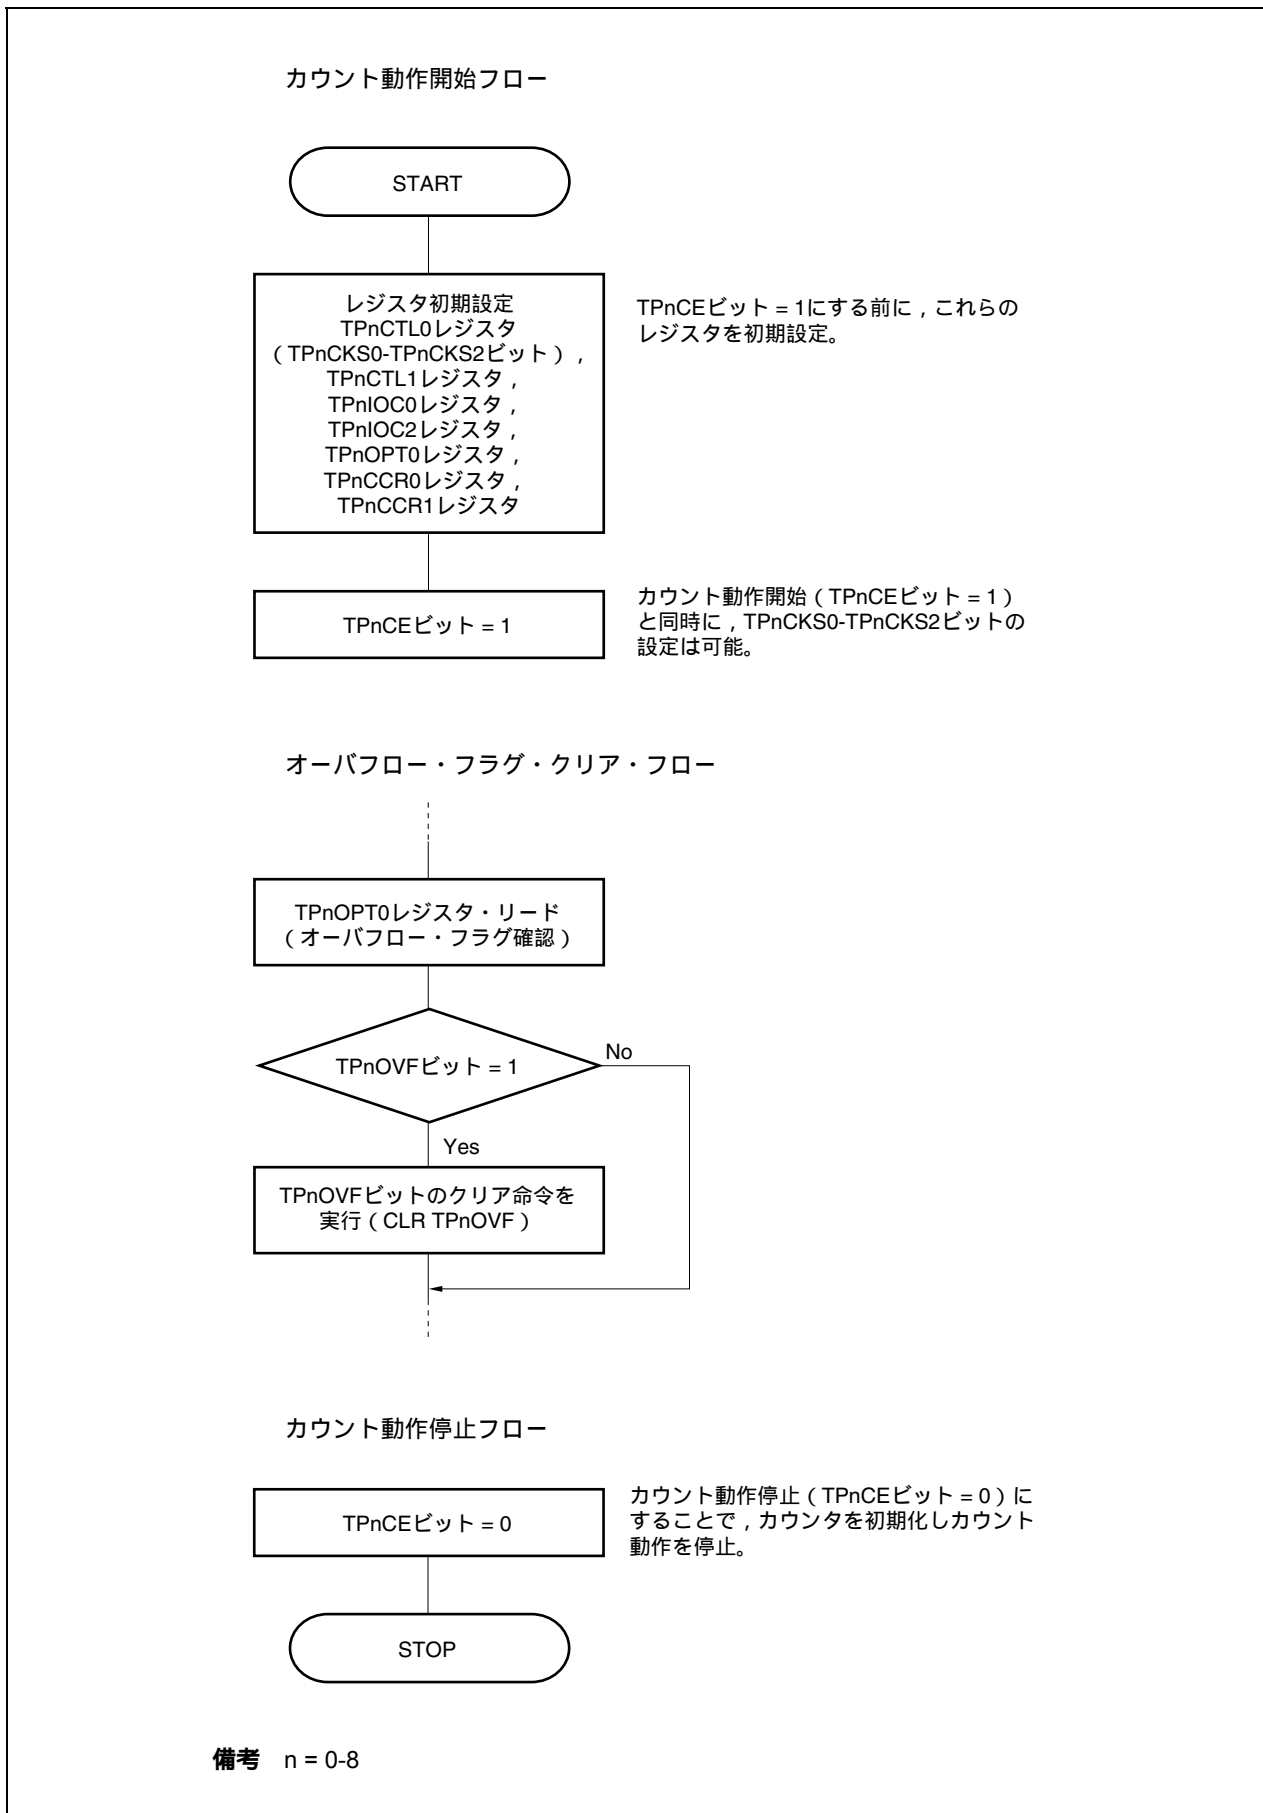 カウント動作開始フロー
START
レジスタ初期設定
TPnCTL0レジスタ
（TPnCKS0-TPnCKS2ビット），
TPnCTL1レジスタ，
TPnIOC0レジスタ，
TPnIOC2レジスタ，
TPnOPT0レジスタ，
TPnCCR0レジスタ，
TPnCCR1レジスタ
TPnCEビット = 1にする前に，これらの
レジスタを初期設定。
TPnCEビット = 1
カウント動作開始（TPnCEビット = 1）
と同時に，TPnCKS0-TPnCKS2ビットの
設定は可能。
オーバフロー・フラグ・クリア・フロー
TPnOPT0レジスタ・リード
（オーバフロー・フラグ確認）
TPnOVFビット = 1
No
Yes
TPnOVFビットのクリア命令を
実行（CLR TPnOVF）
カウント動作停止フロー
TPnCEビット = 0
カウント動作停止（TPnCEビット = 0）に
することで，カウンタを初期化しカウント
動作を停止。
STOP
備考 n = 0-8